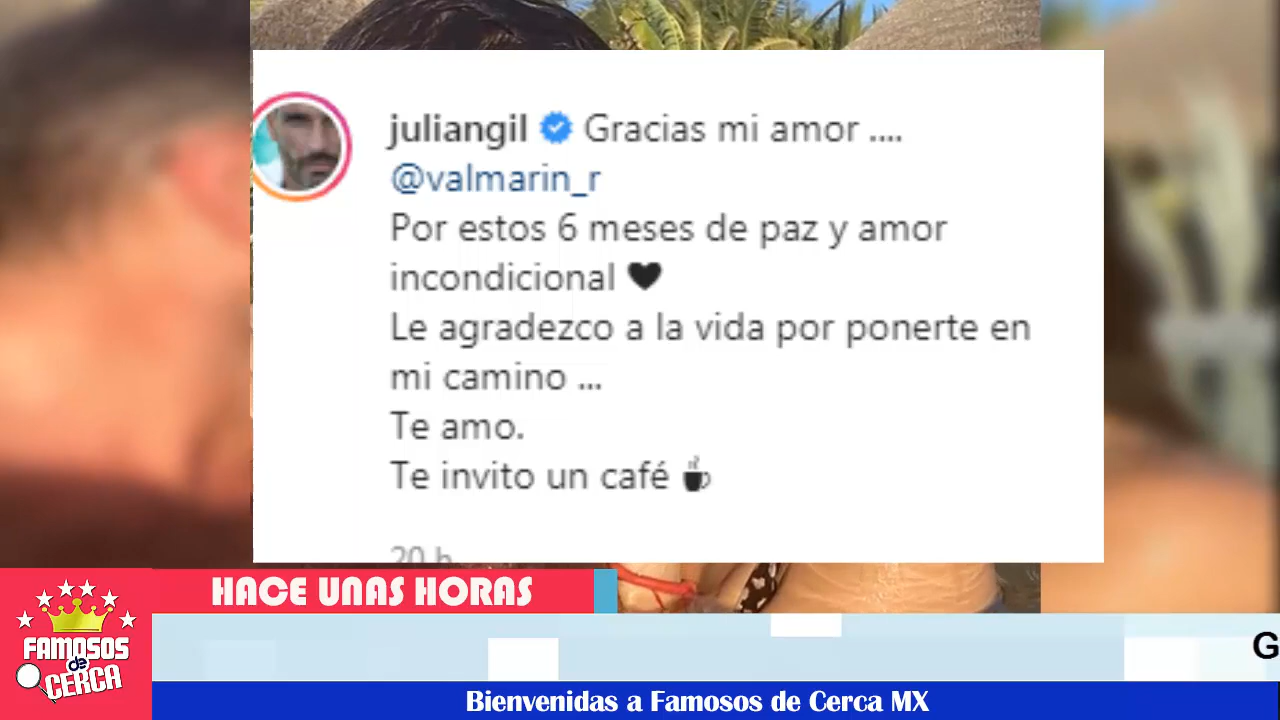 juliangil Gracias mi amor ....
@valmarin_r
Por estos 6 meses de paz y amor
incondicional 🖤
Le agradezco a la vida por ponerte en
mi camino ...
Te amo.
Te invito un café ☕
20 h
HACE UNAS HORAS
FAMOSOS
de
CERCA
G
Bienvenidas a Famosos de Cerca MX